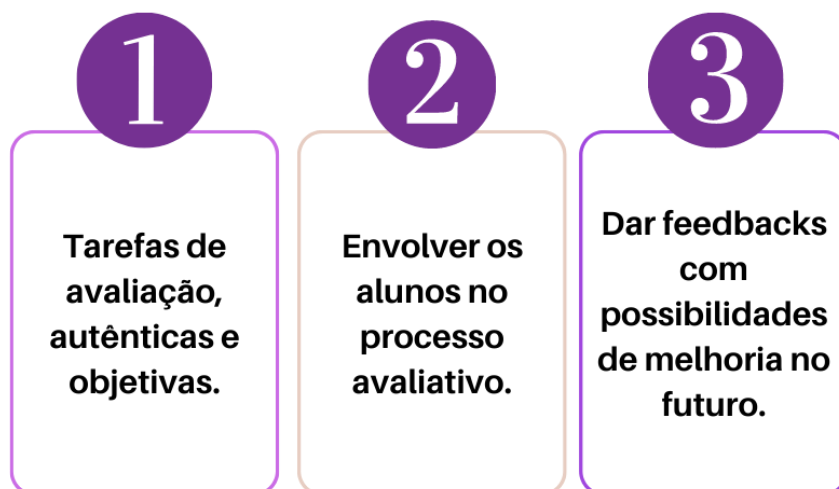 1
Tarefas de
avaliação,
autênticas e
objetivas.
2
Envolver os
alunos no
processo
avaliativo.
3
Dar feedbacks
com
possibilidades
de melhoria no
futuro.